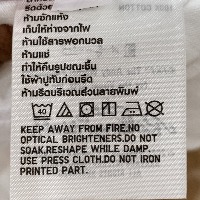 ห้ามซักแห้ง
เก็บให้ห่างจากไฟ
ห้ามใช้สารฟอกนวล
ห้ามแช่
ทำให้คืนรูปขณะชื้น
ใช้ผ้าปูทับก่อนรีด
ห้ามรีดบริเวณส่วนลายพิมพ์
40
KEEP AWAY FROM FIRE.NO
OPTICAL BRIGHTENERS.DO NOT
SOAK.RESHAPE WHILE DAMP.
USE PRESS CLOTH.DO NOT IRON
PRINTED PART.